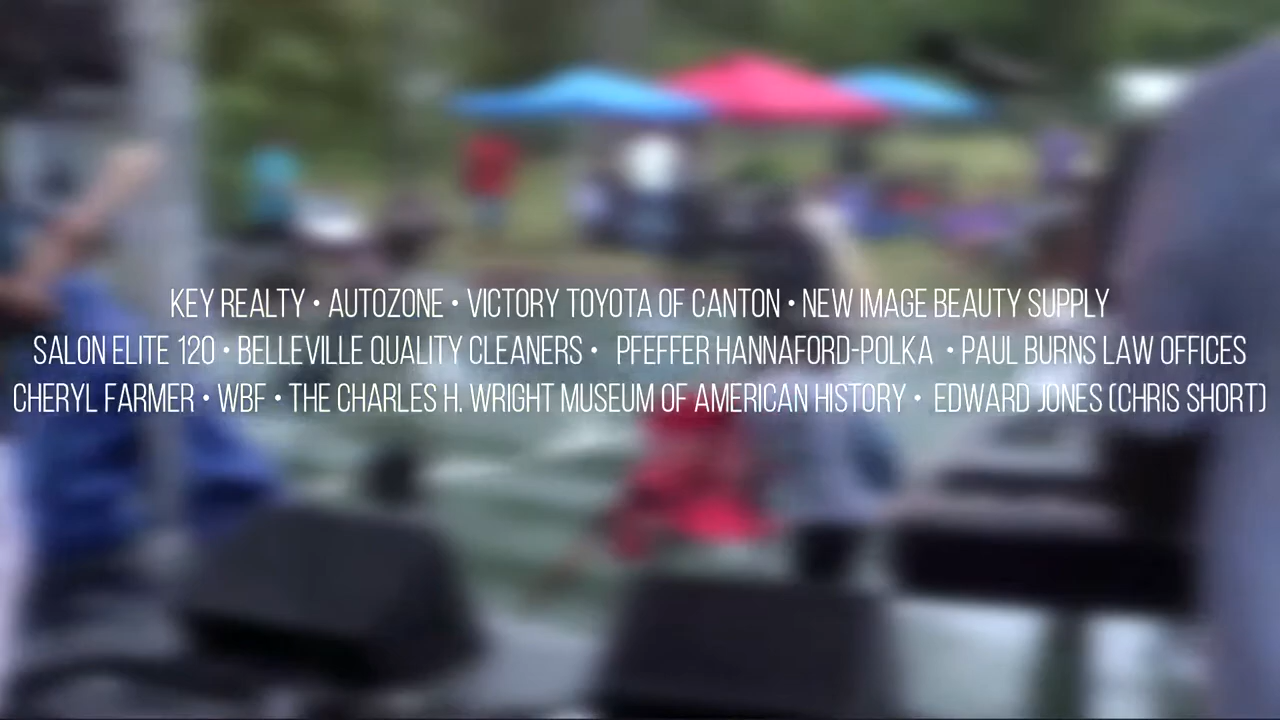 KEY REALTY • AUTOZONE • VICTORY TOYOTA OF CANTON • NEW IMAGE BEAUTY SUPPLY
SALON ELITE 120 • BELLEVILLE QUALITY CLEANERS • PFEFFER HANNAFORD-POLKA • PAUL BURNS LAW OFFICES
CHERYL FARMER • WBF • THE CHARLES H. WRIGHT MUSEUM OF AMERICAN HISTORY • EDWARD JONES (CHRIS SHORT)